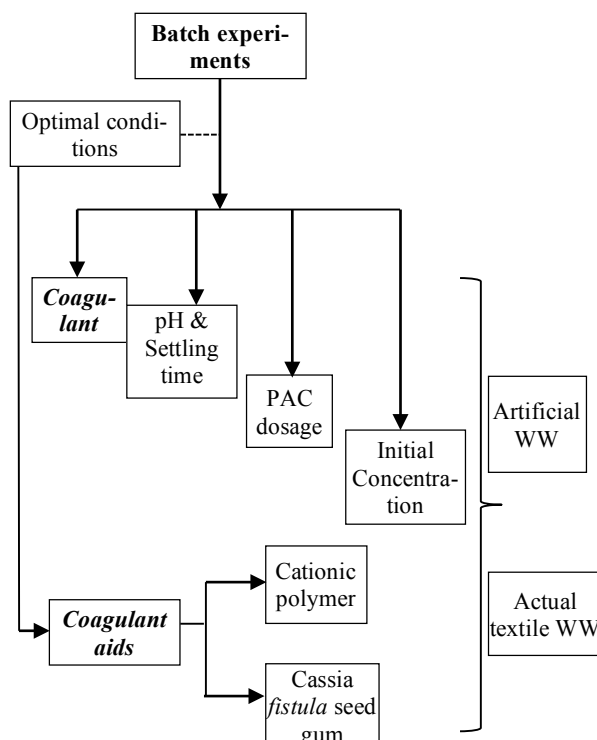 Batch experi-
ments
Optimal condi-
tions
Coagu-
lant
pH &
Settling
time
PAC
dosage
Initial
Concentra-
tion
Artificial
WW
Coagulant
aids
Cationic
polymer
Cassia
fistula seed
gum
Actual
textile WW